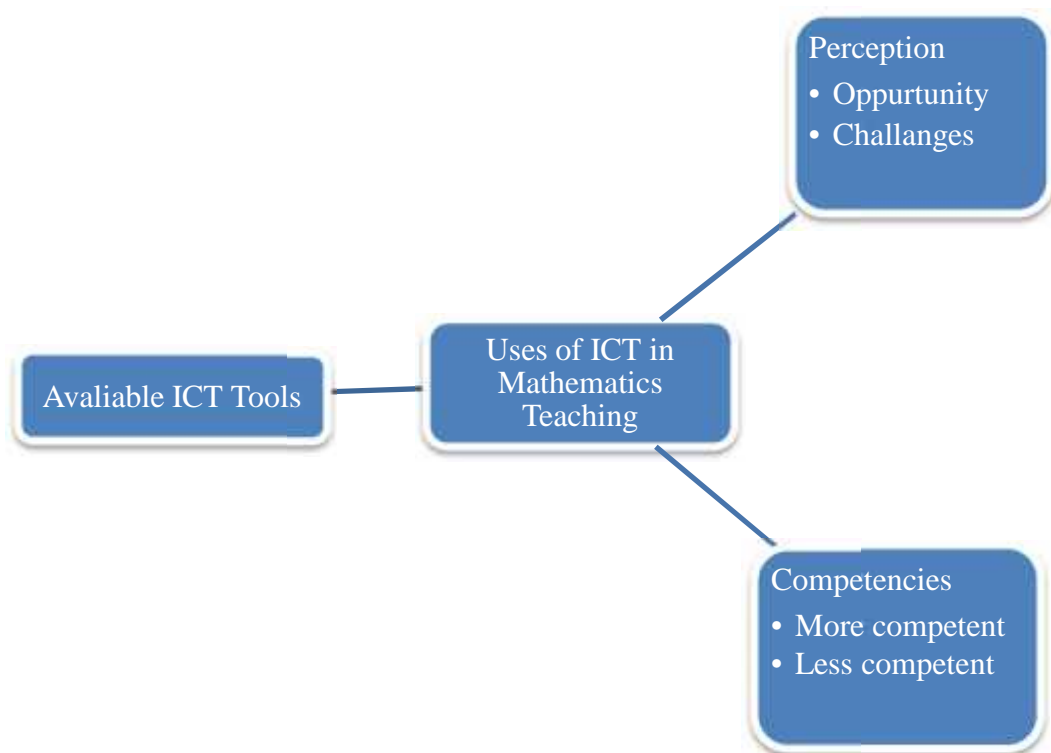 Perception
• Oppurtunity
• Challanges
Uses of ICT in
Mathematics
Teaching
Avaliable ICT Tools
Competencies
• More competent
• Less competent